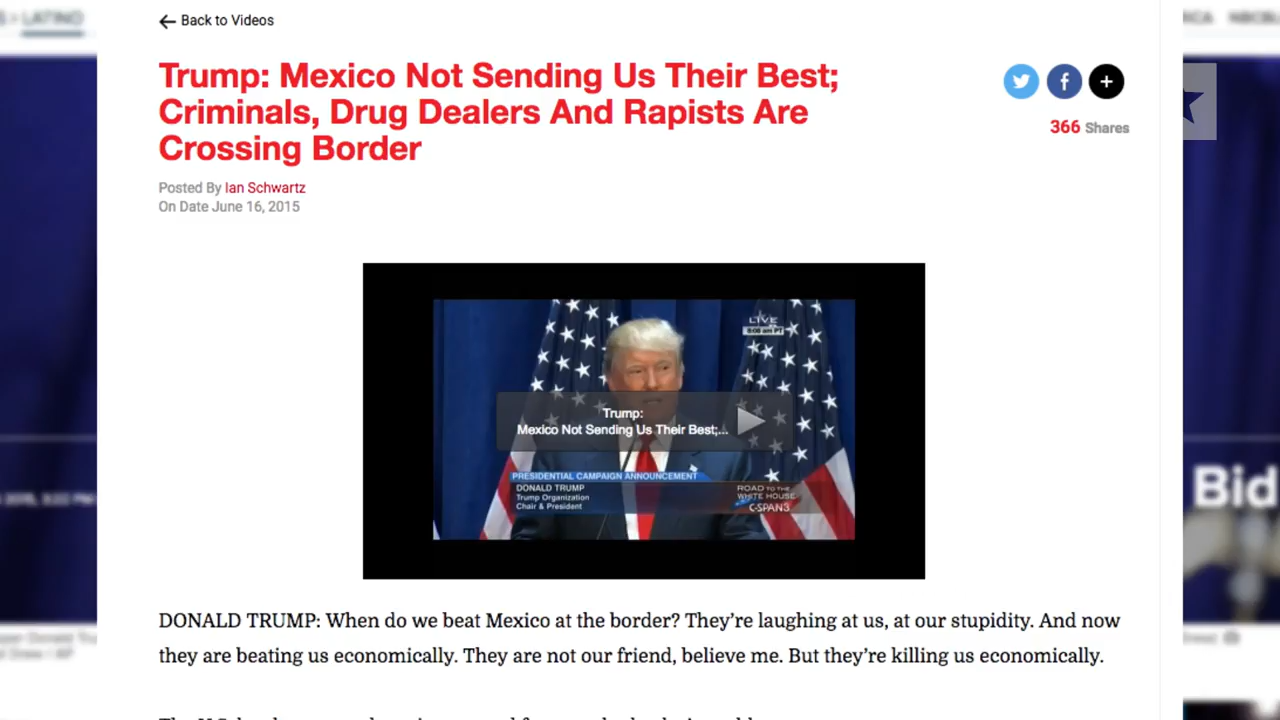 LATINO
Back to Videos
Trump: Mexico Not Sending Us Their Best;
Criminals, Drug Dealers And Rapists Are
Crossing Border
366 Shares
Posted By Ian Schwartz
On Date June 16, 2015
LIVE
Trump:
Mexico Not Sending Us Their Best;...
PRESIDENTIAL CAMPAIGN ANNOUNCEMENT
DONALD TRUMP
Trump Organization
Chair & President
ROAD TO THE
WHITE HOUSE
C-SPAN3
Bid
DONALD TRUMP: When do we beat Mexico at the border? They’re laughing at us, at our stupidity. And now
they are beating us economically. They are not our friend, believe me. But they’re killing us economically.